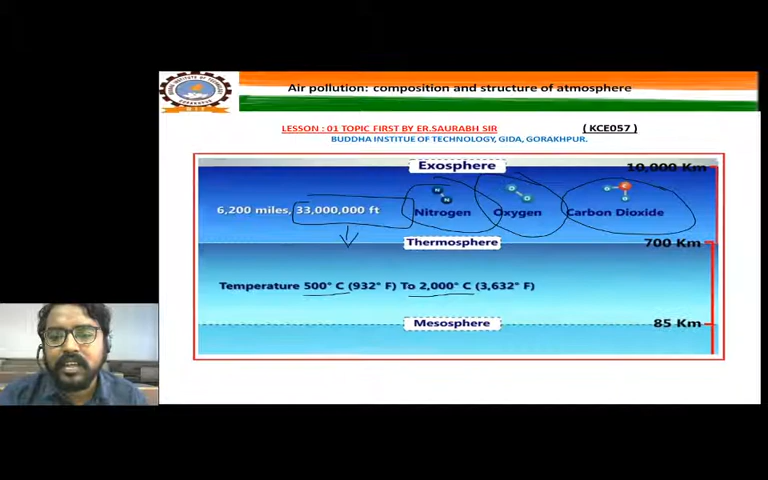 Air pollution: composition and structure of atmosphere
LESSON : 01 TOPIC FIRST BY ER.SAURABH SIR
( KCE057 )
BUDDHA INSTITUE OF TECHNOLOGY, GIDA, GORAKHPUR.
Exosphere
10,000 Km
N
N
O
O
C
O
O
6,200 miles, 33,000,000 ft
Nitrogen
Oxygen
Carbon Dioxide
Thermosphere
700 Km
Temperature 500° C (932° F) To 2,000° C (3,632° F)
Mesosphere
85 Km